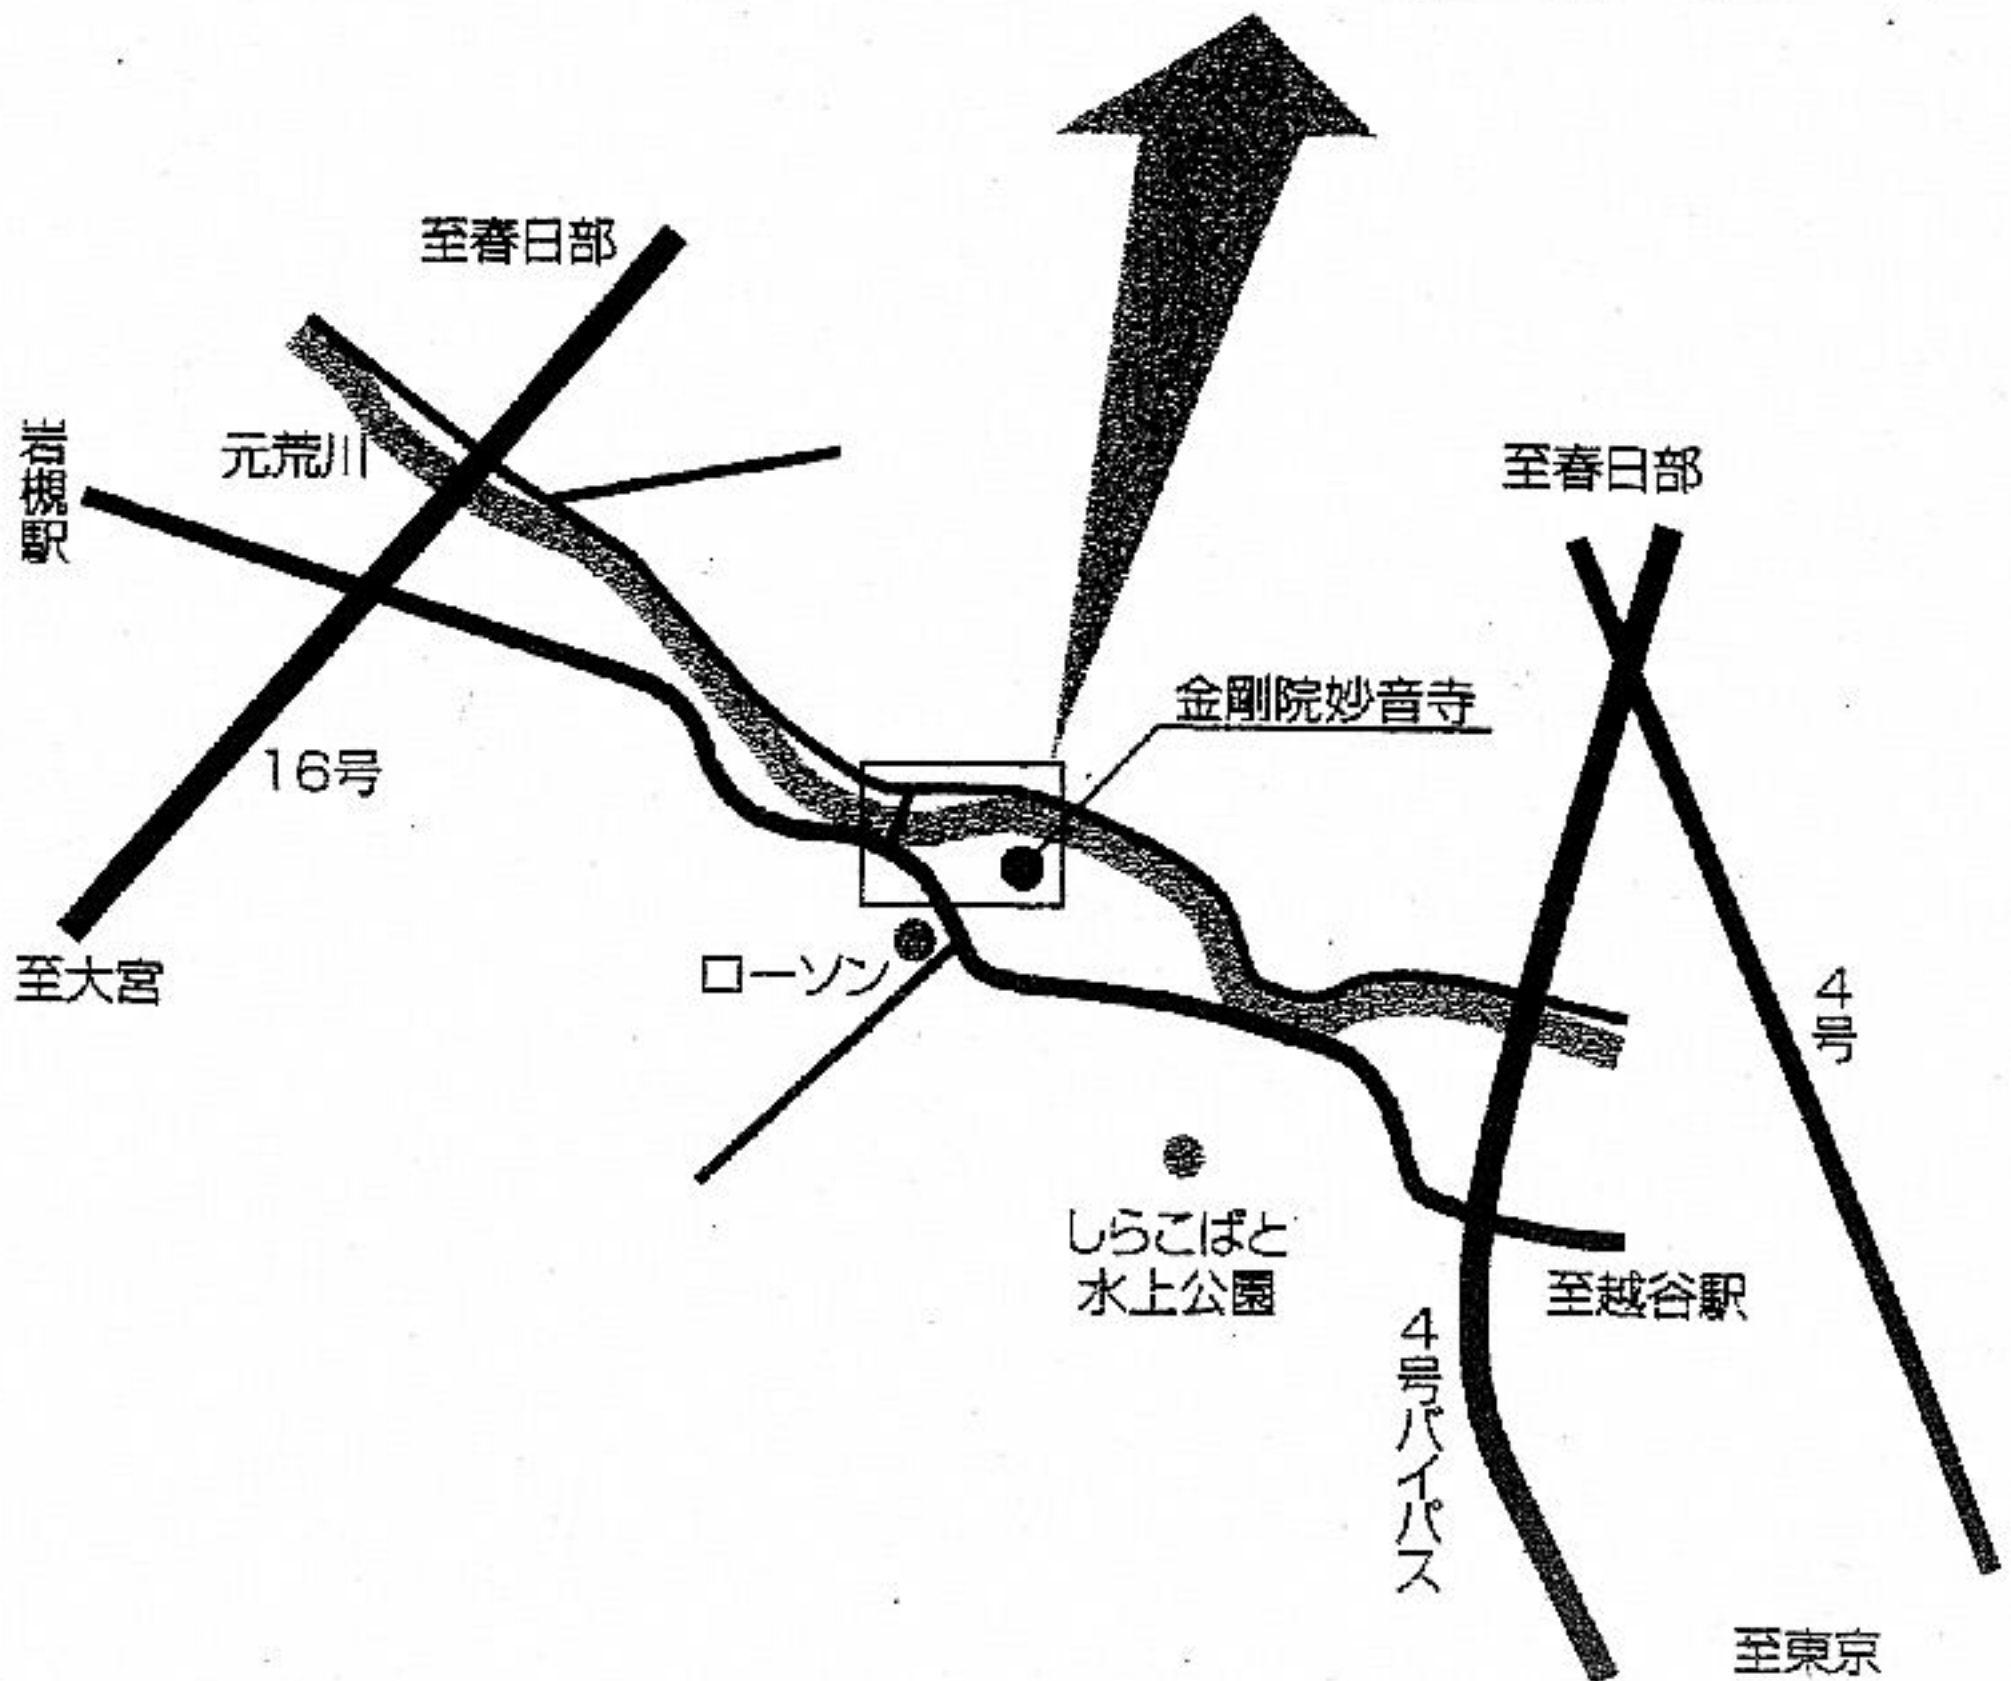 至春日部
元荒川
岩槻駅
至春日部
金剛院妙音寺
16号
至大宮
ローソン
4号
しらこばと
水上公園
至越谷駅
4号バイパス
至東京